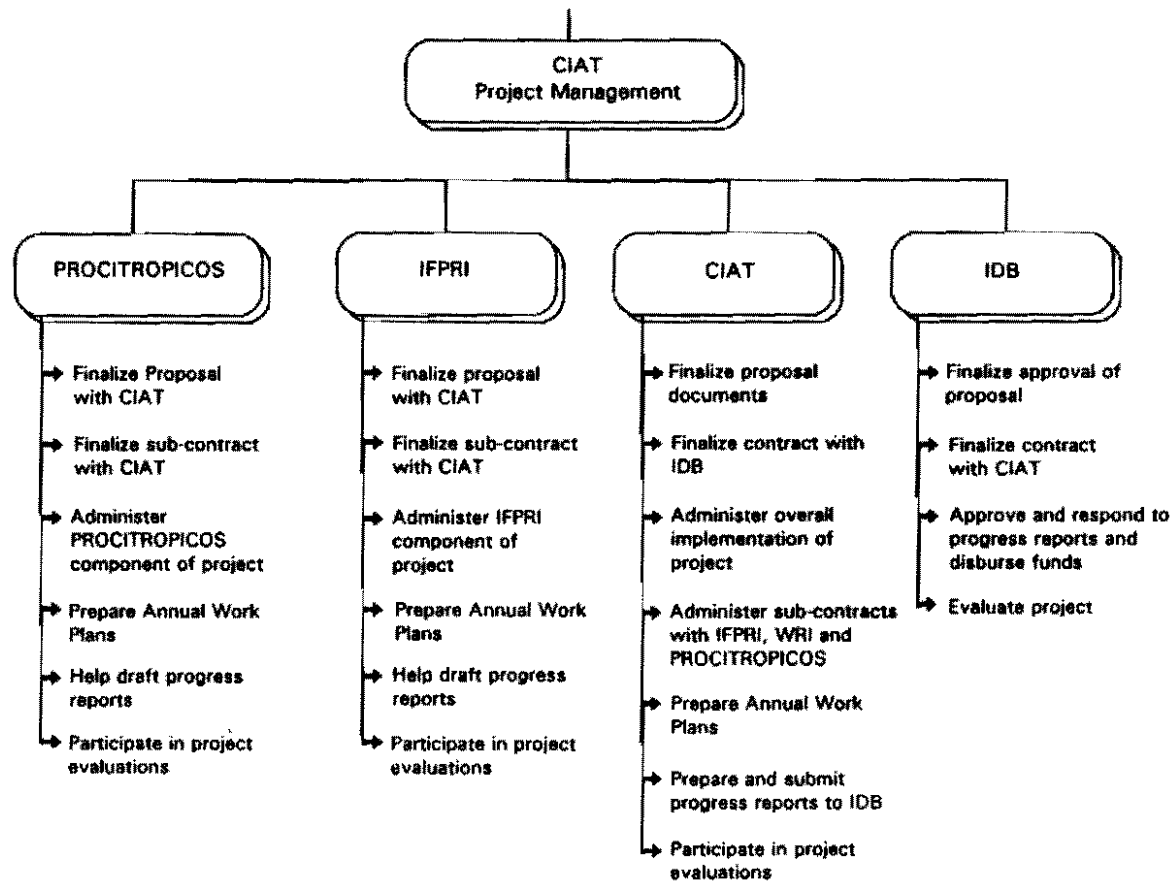 CIAT
Project Management
PROCITROPICOS
Finalize Proposal
with CIAT
Finalize sub-contract
with CIAT
Administer
PROCITROPICOS
component of project
Prepare Annual Work
Plans
Help draft progress
reports
Participate in project
evaluations
IFPRI
Finalize proposal
with CIAT
Finalize sub-contract
with CIAT
Administer IFPRI
component of
project
Prepare Annual Work
Plans
Help draft progress
reports
Participate in project
evaluations
CIAT
Finalize proposal
documents
Finalize contract with
IDB
Administer overall
implementation of
project
Administer sub-contracts
with IFPRI, WRI and
PROCITROPICOS
Prepare Annual Work
Plans
Prepare and submit
progress reports to IDB
Participate in project
evaluations
IDB
Finalize approval of
proposal
Finalize contract
with CIAT
Approve and respond to
progress reports and
disburse funds
Evaluate project